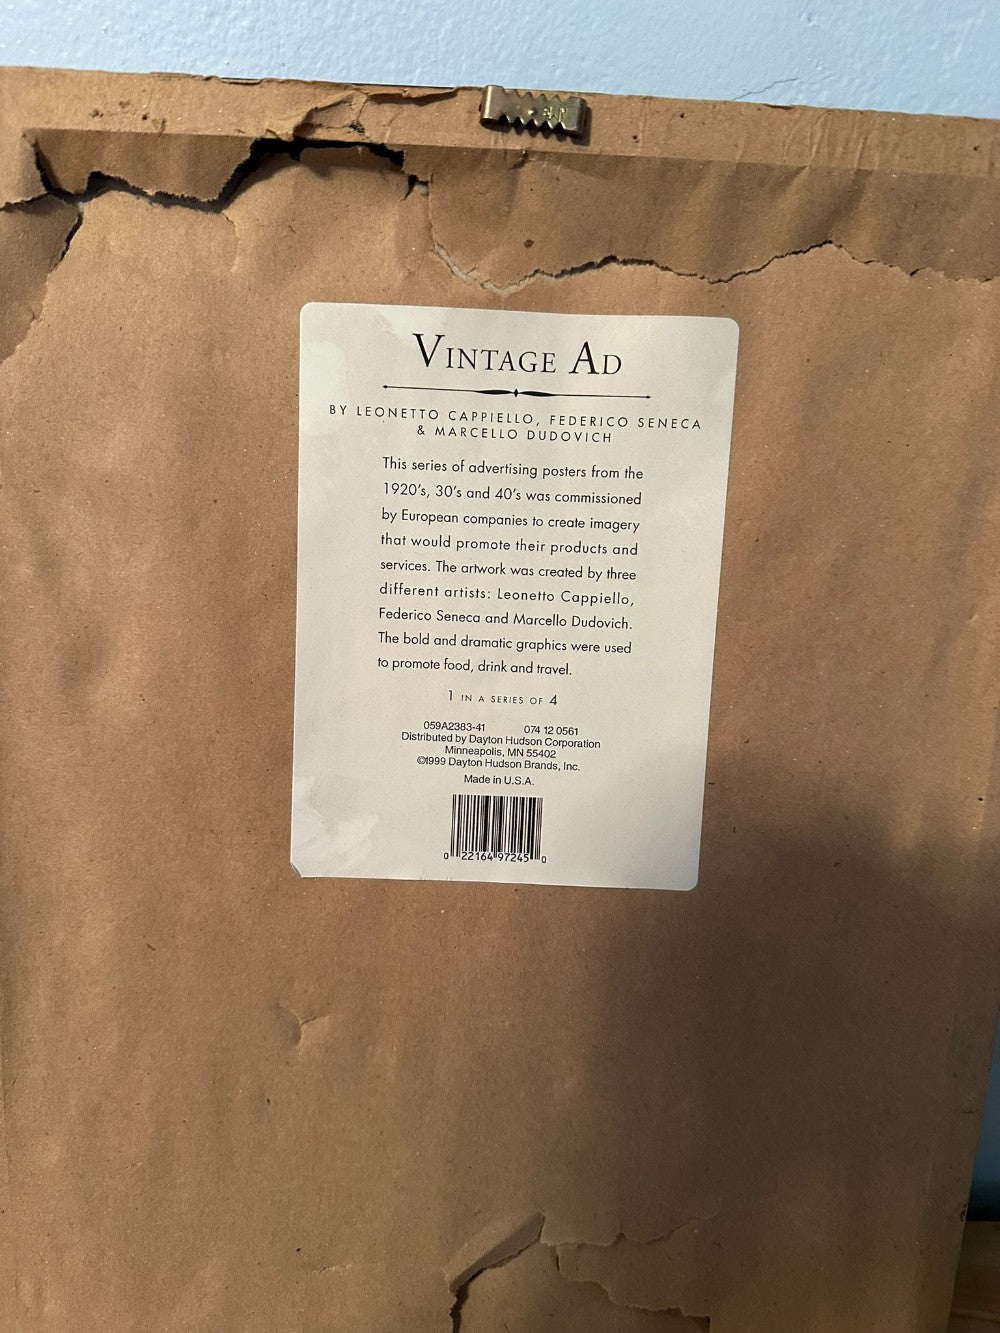 VINTAGE AD
BY LEONETTO CAPPIELLO, FEDERICO SENECA
& MARCELLO DUDOVICH
This series of advertising posters from the
1920's, 30's and 40's was commissioned
by European companies to create imagery
that would promote their products and
services. The artwork was created by three
different artists: Leonetto Cappiello,
Federico Seneca and Marcello Dudovich.
The bold and dramatic graphics were used
to promote food, drink and travel.
1 IN A SERIES OF 4
059A2383-41 074 12 0561
Distributed by Dayton Hudson Corporation
Minneapolis, MN 55402
©1999 Dayton Hudson Brands, Inc.
Made in U.S.A.
0 22164 97245 0